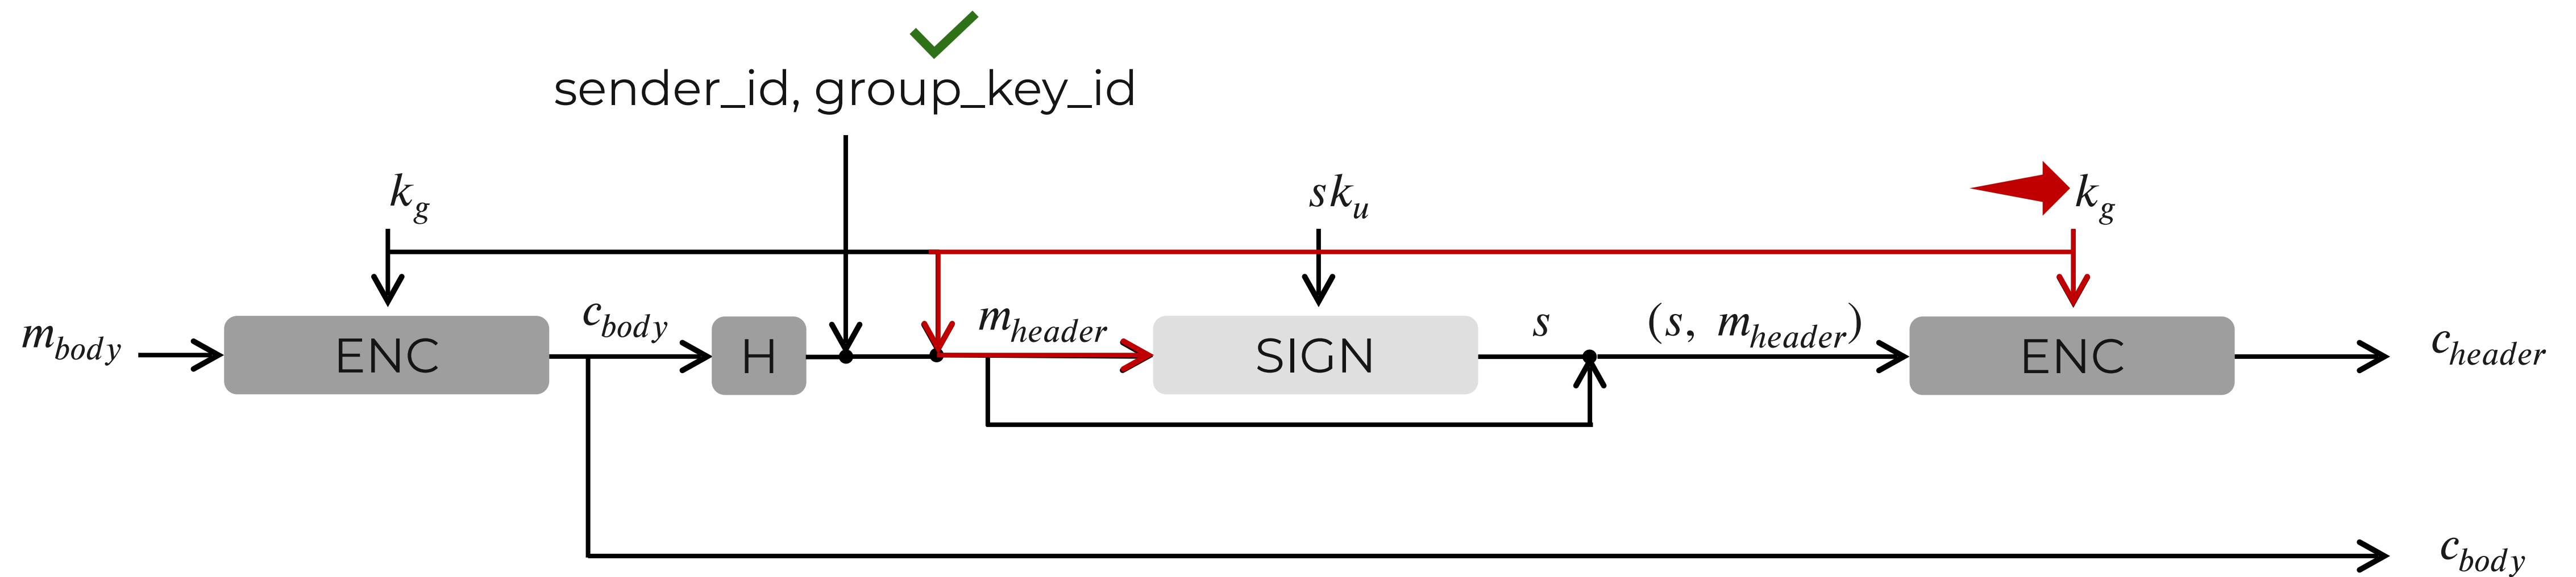 sender_id, group_key_id
k_g sk_u k_g
m_body ENC c_body H m_header SIGN s (s, m_header) ENC c_header
c_body